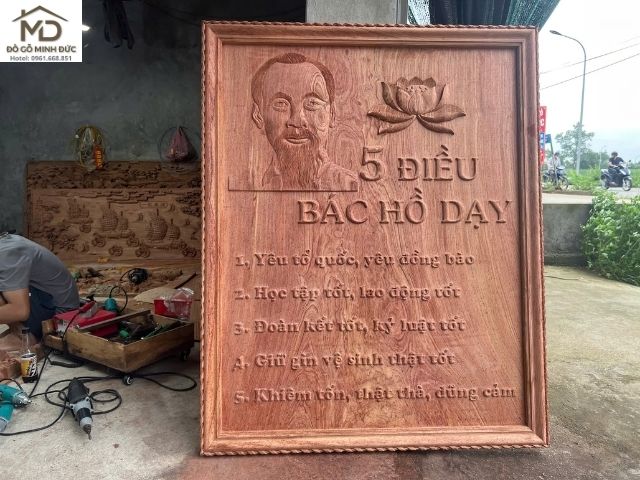 MD
ĐỒ GỖ MINH ĐỨC
Hotel: 0961.668.851
5 ĐIỀU
BÁC HỒ DẠY
1. Yêu tổ quốc, yêu đồng bào
2. Học tập tốt, lao động tốt
3. Đoàn kết tốt, kỷ luật tốt
4. Giữ gìn vệ sinh thật tốt
5. Khiêm tốn, thật thà, dũng cảm